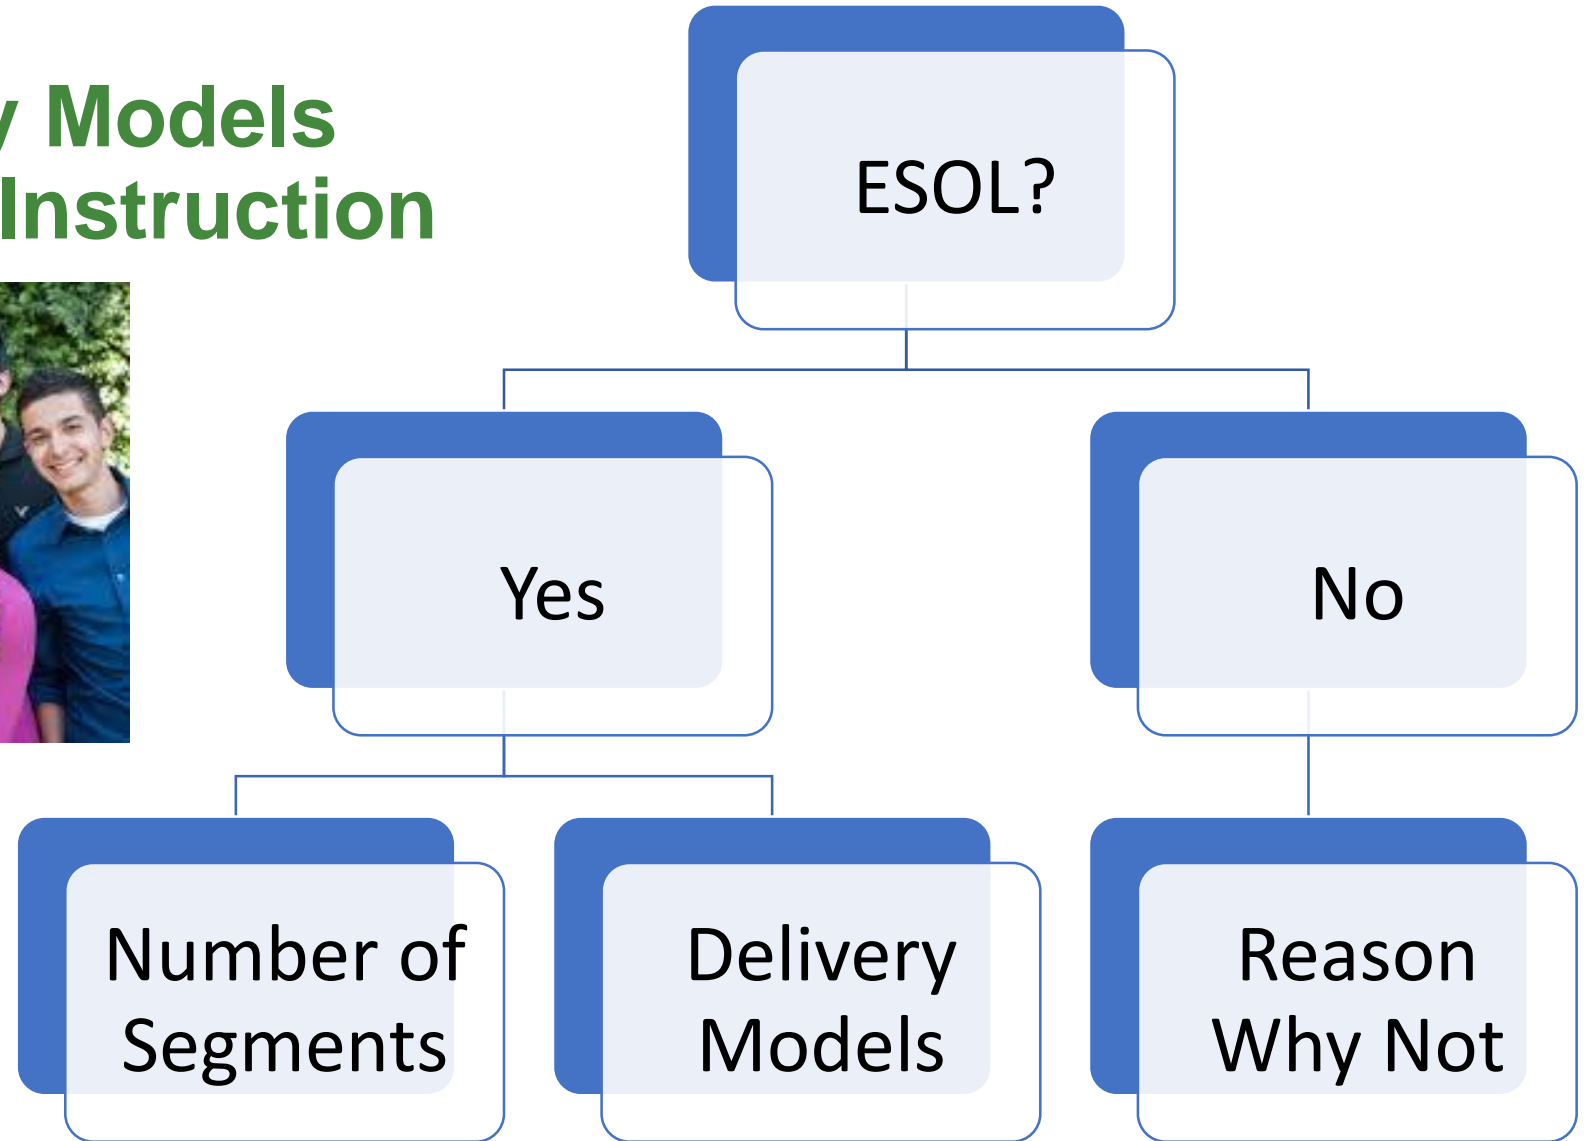 y Models
Instruction
ESOL?
Yes
No
Number of
Segments
Delivery
Models
Reason
Why Not